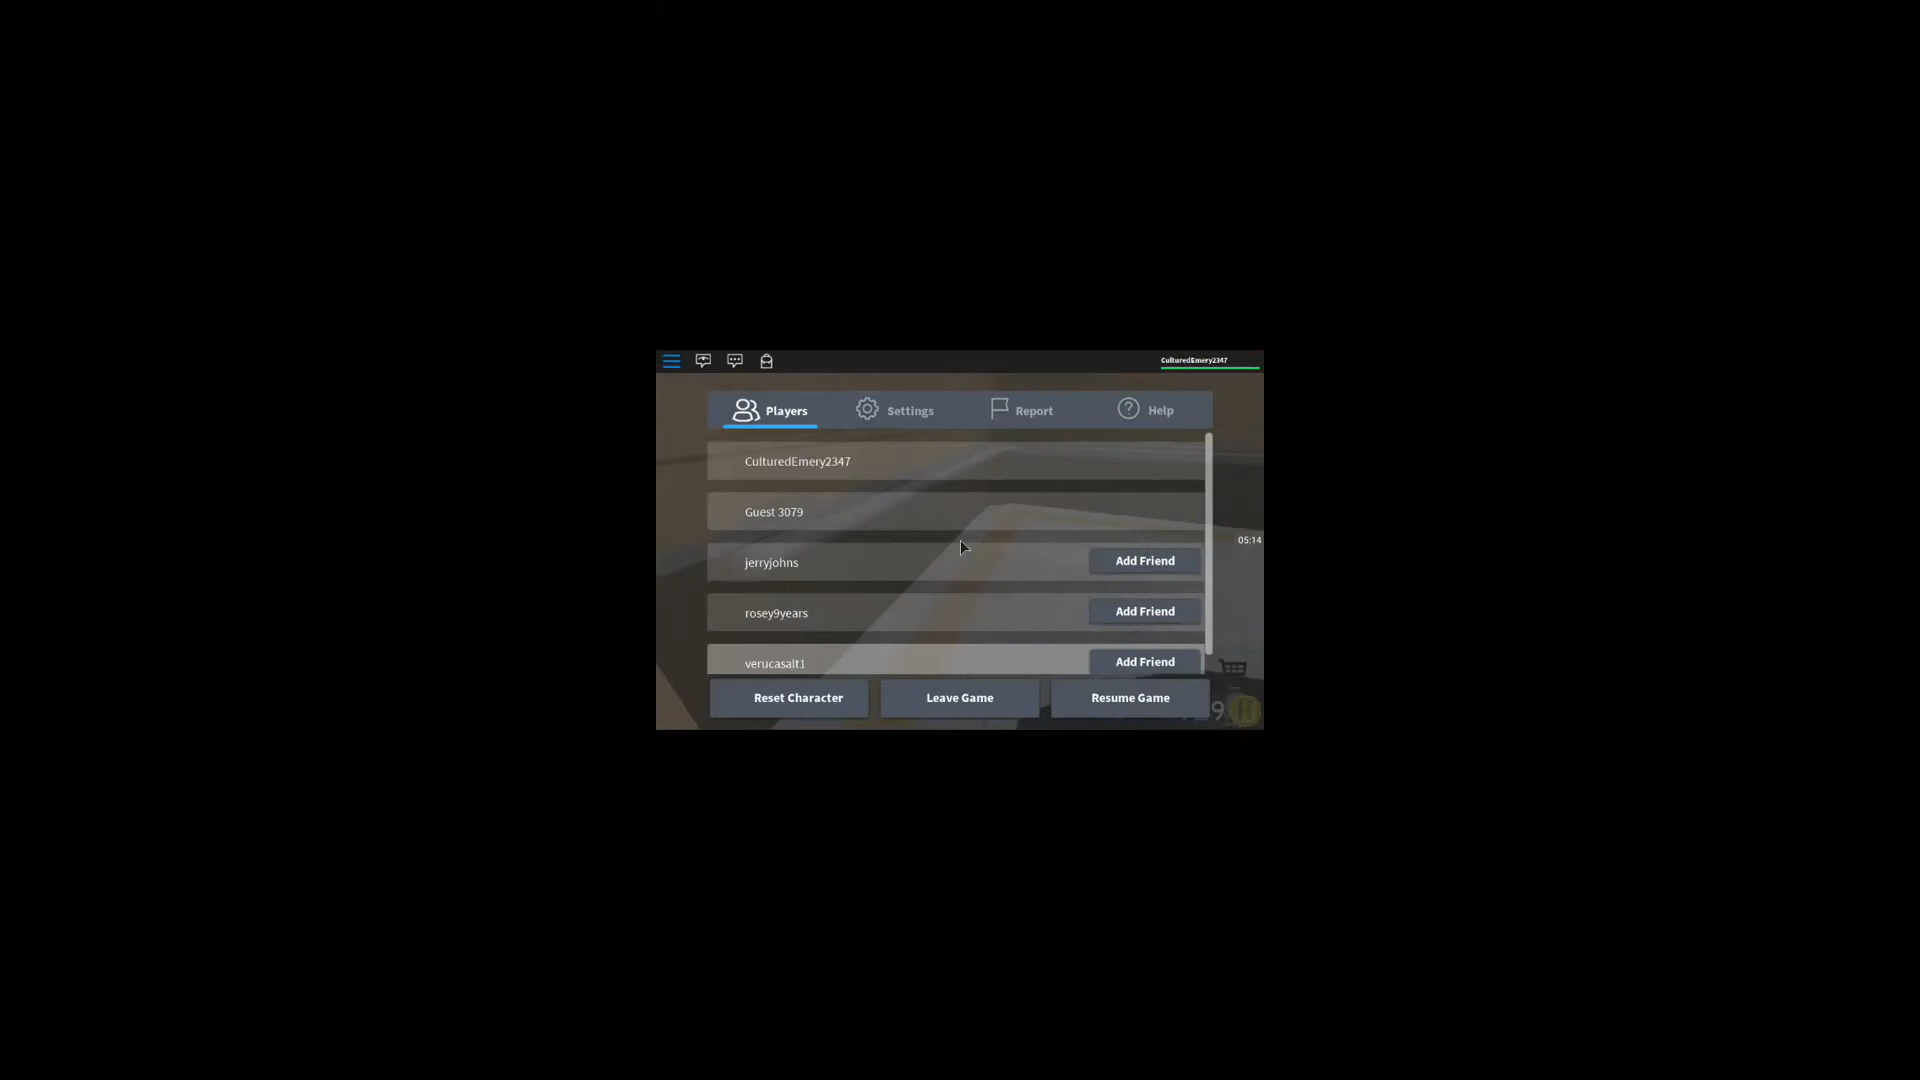 CulturedEmery2347
Players Settings Report Help
CulturedEmery2347
Guest 3079
05:14
jerryjohns Add Friend
rosey9years Add Friend
verucasalt1 Add Friend
Reset Character Leave Game Resume Game
9